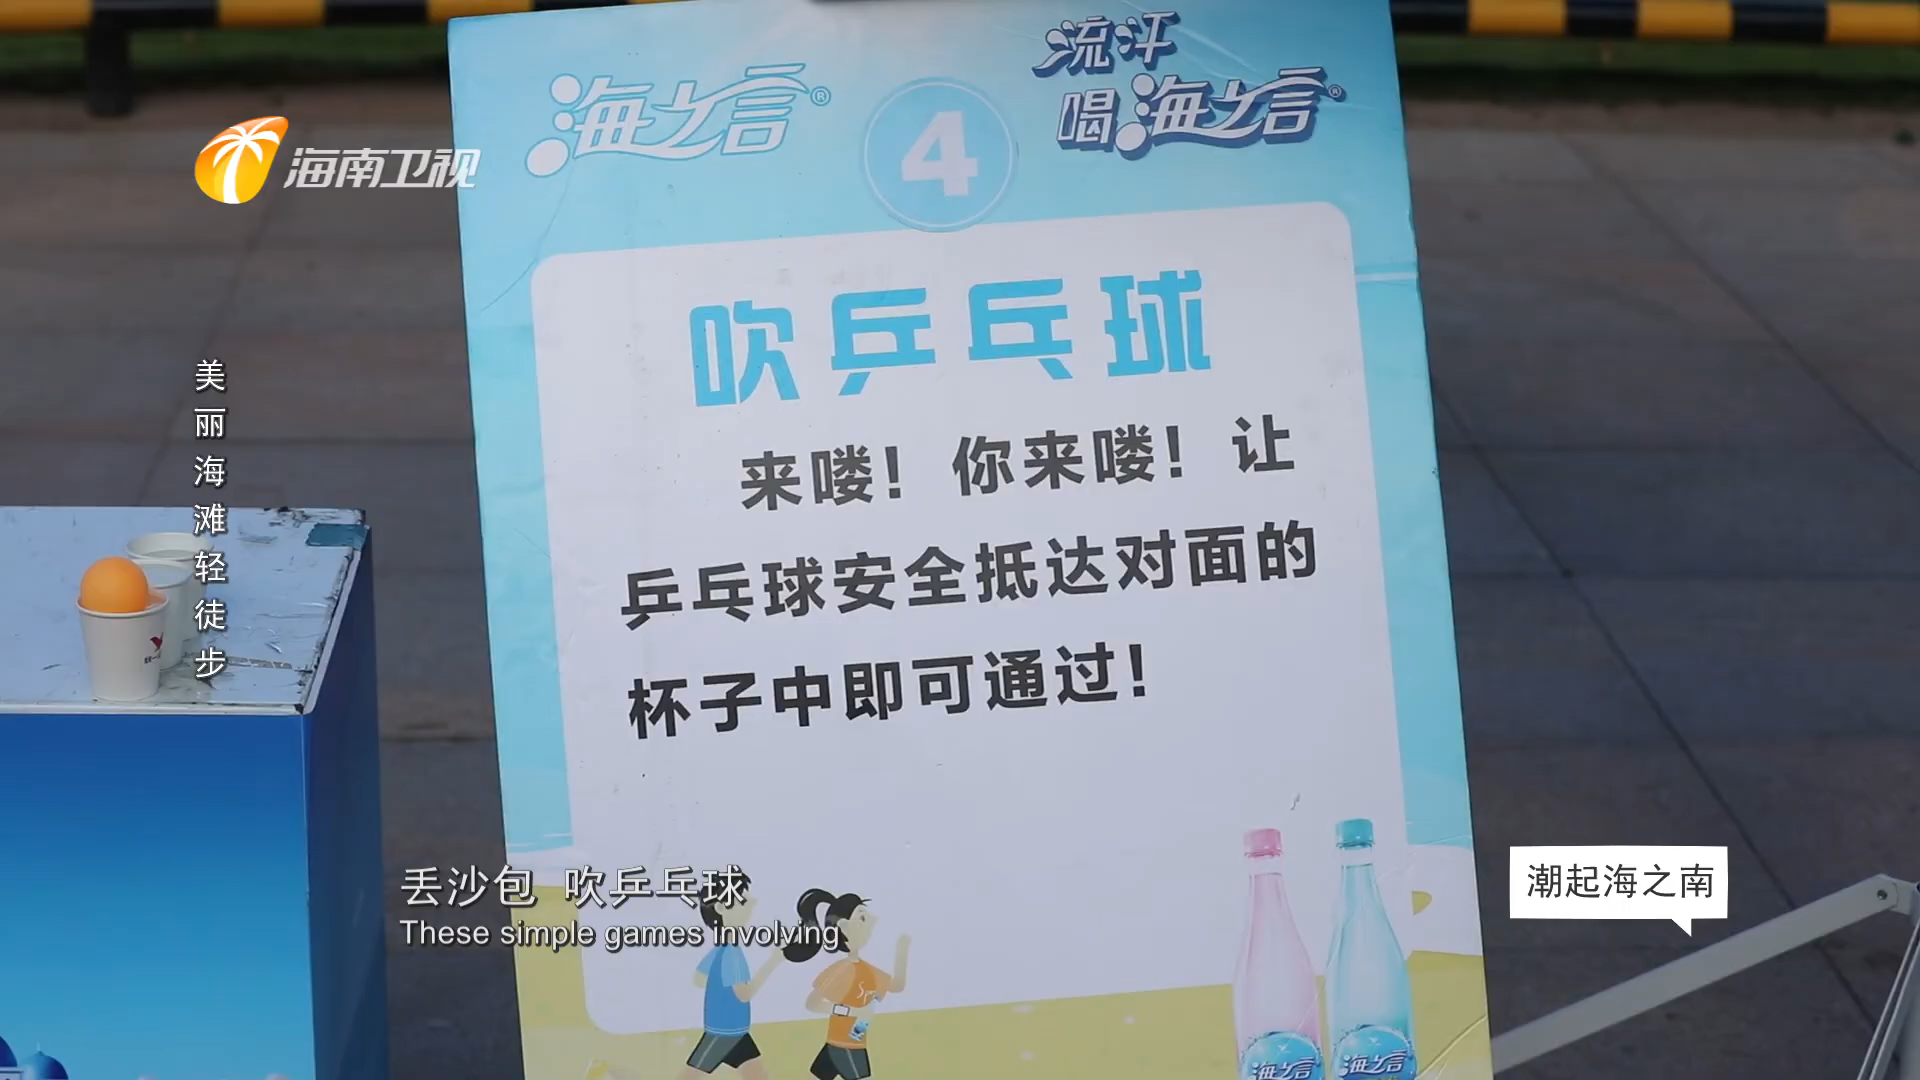 海之言®
4
流汗
喝海之言®
海南卫视
吹乒乓球
来喽！你来喽！让
乒乓球安全抵达对面的
杯子中即可通过！
美丽海滩轻徒步
丢沙包 吹乒乓球
These simple games involving
潮起海之南
海之言
海之言